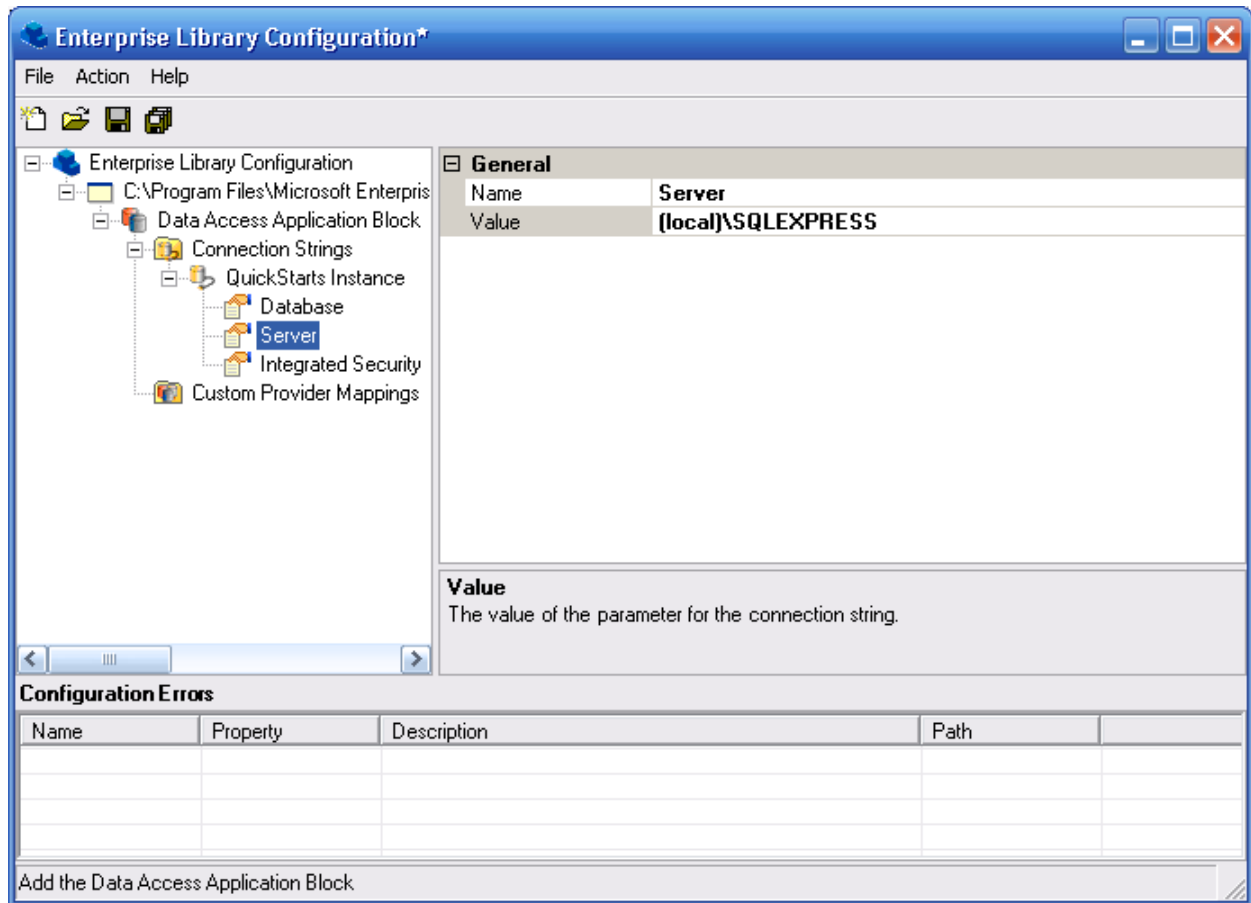 Enterprise Library Configuration*
File Action Help
Enterprise Library Configuration
C:\Program Files\Microsoft Enterpris
Data Access Application Block
Connection Strings
QuickStarts Instance
Database
Server
Integrated Security
Custom Provider Mappings
General
Name Server
Value (local)\SQLEXPRESS
Value
The value of the parameter for the connection string.
Configuration Errors
Name Property Description Path
Add the Data Access Application Block